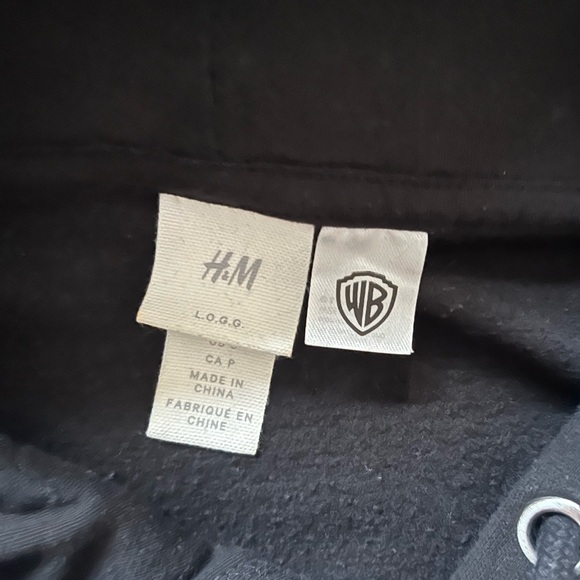 H&M
L.O.G.G.
CA P
MADE IN
CHINA
FABRIQUÉ EN
CHINE
WB